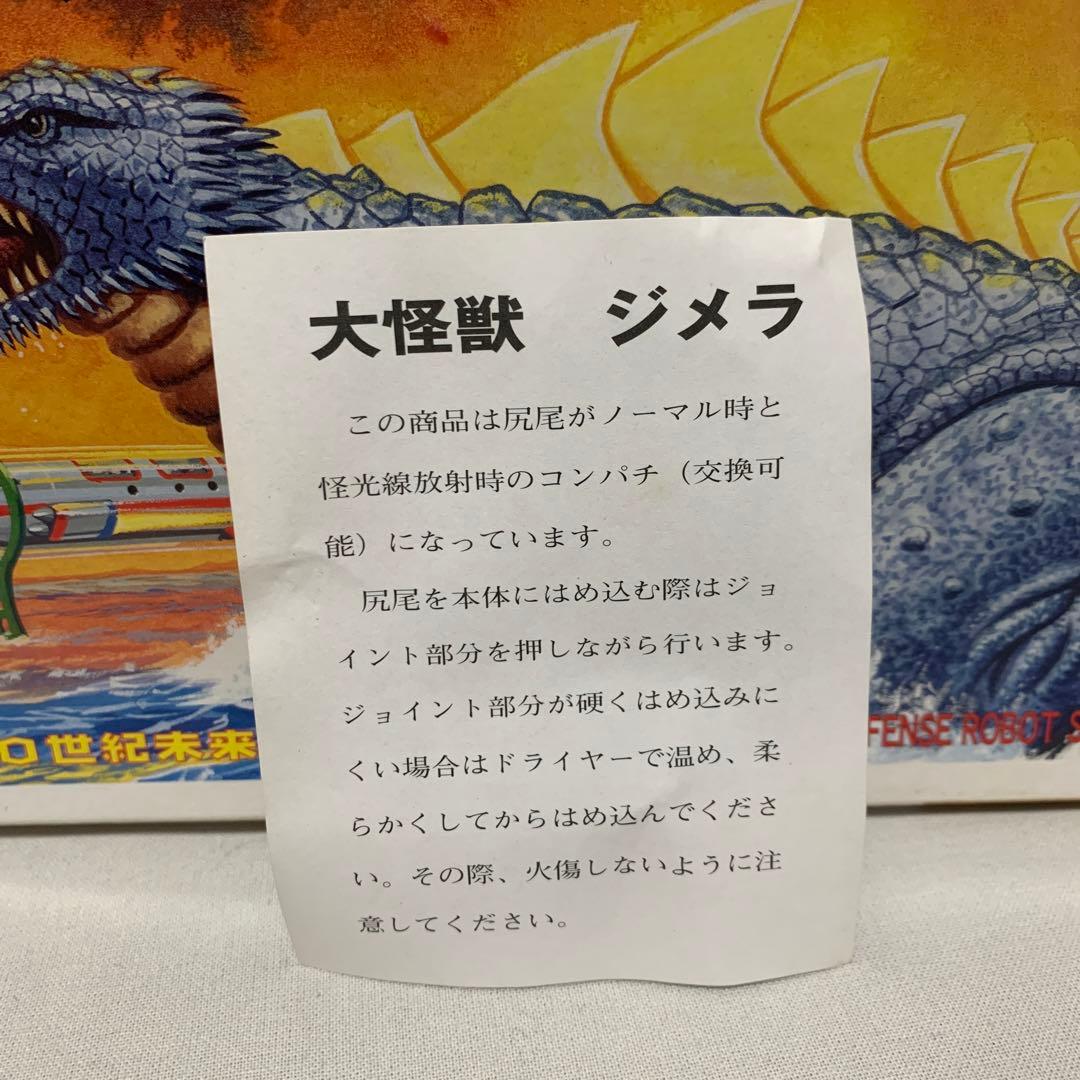 大怪獣　ジメラ
この商品は尻尾がノーマル時と
怪光線放射時のコンパチ（交換可
能）になっています。
尻尾を本体にはめ込む際はジョ
イント部分を押しながら行います。
ジョイント部分が硬くはめ込みに
くい場合はドライヤーで温め、柔
らかくしてからはめ込んでくださ
い。その際、火傷しないように注
意してください。
0世紀未来
FENSE ROBOT S